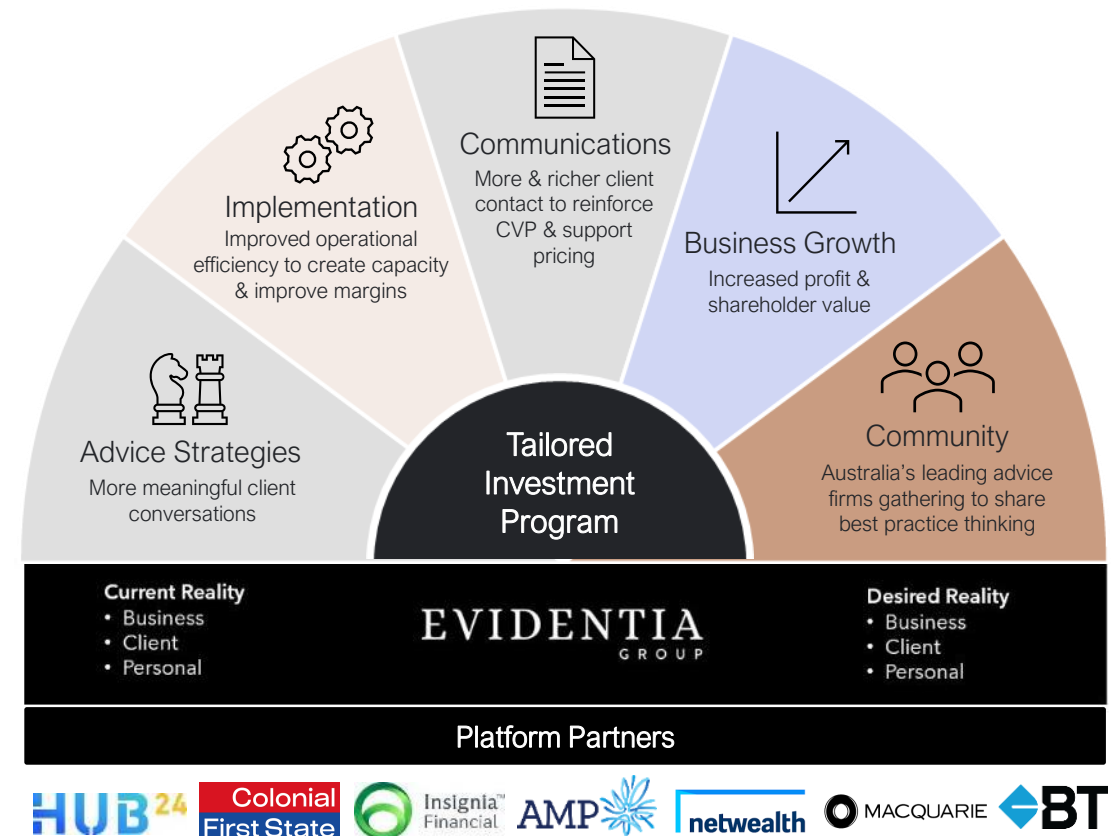 Communications
More & richer client
contact to reinforce
CVP & support
pricing
Implementation
Improved operational
efficiency to create capacity
& improve margins
Business Growth
Increased profit &
shareholder value
Advice Strategies
More meaningful client
conversations
Community
Australia's leading advice
firms gathering to share
best practice thinking
Tailored
Investment
Program
Current Reality
• Business
• Client
• Personal
EVIDENTIA
GROUP
Desired Reality
• Business
• Client
• Personal
Platform Partners
HUB24
Colonial
First State
Insignia™
Financial
AMP
netwealth
MACQUARIE
BT